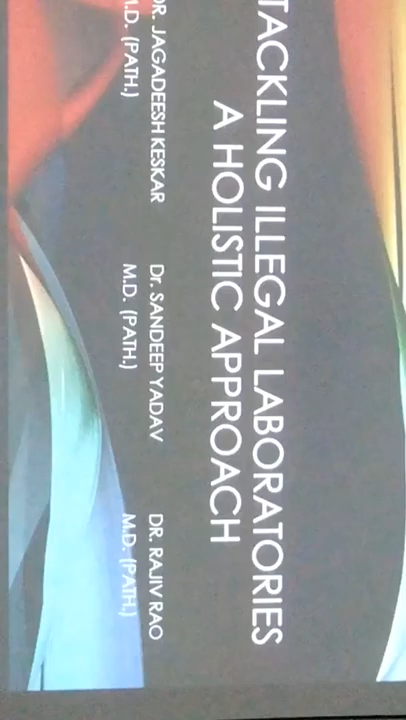 TACKLING ILLEGAL LABORATORIES
A HOLISTIC APPROACH
DR. JAGADEESH KESKAR Dr. SANDEEP YADAV DR. RAJIV RAO
M.D. (PATH.) M.D. (PATH.) M.D. (PATH.)